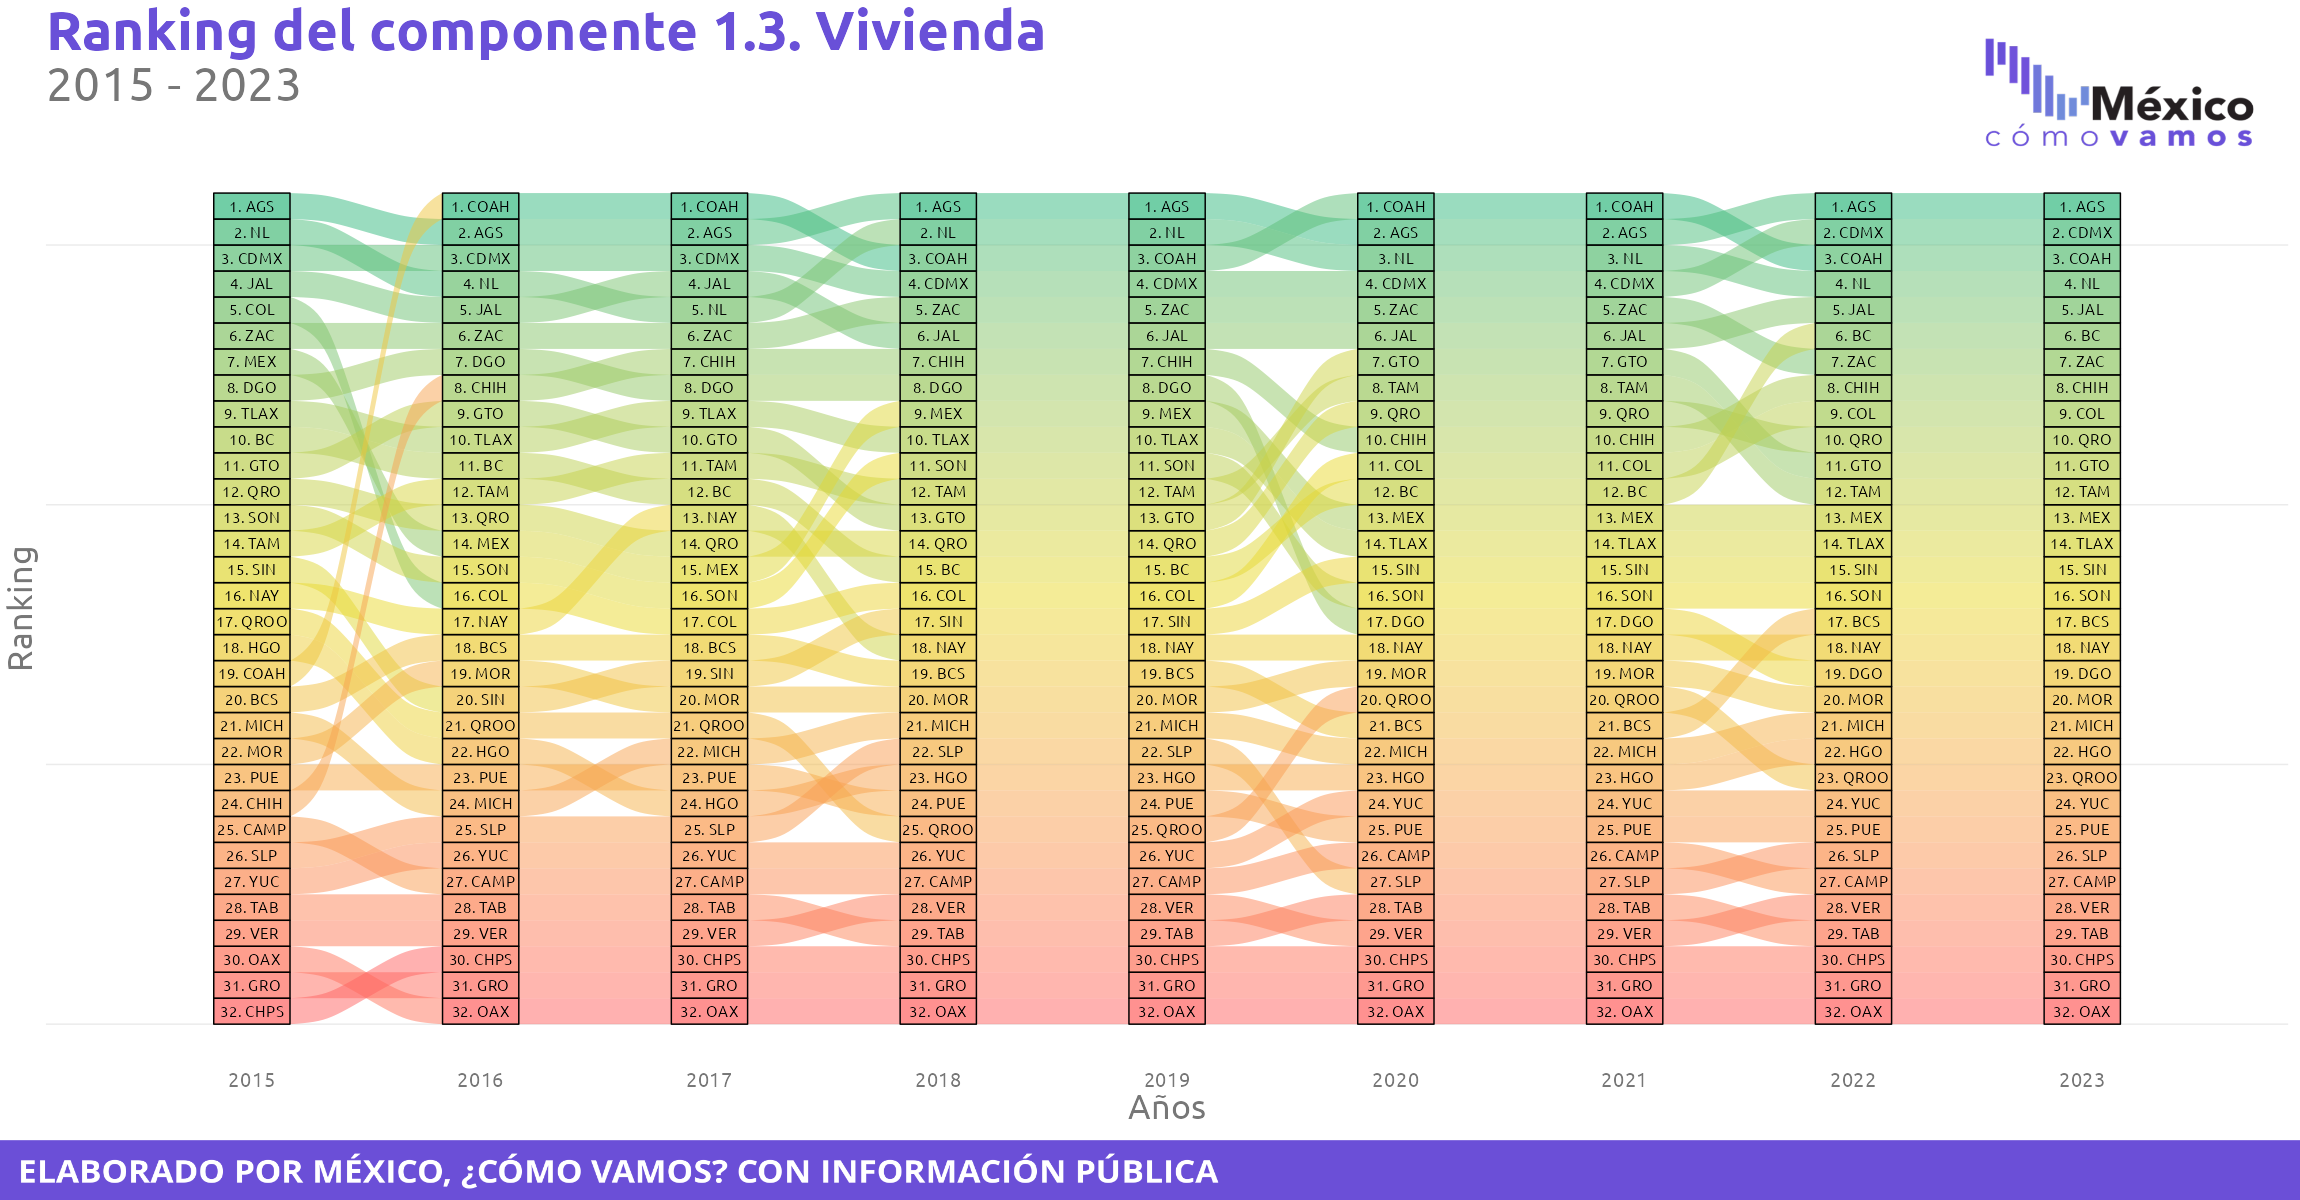 Ranking del componente 1.3. Vivienda
2015 - 2023
México
cómovamos
Ranking
1. AGS 1. COAH 1. COAH 1. AGS 1. AGS 1. COAH 1. COAH 1. AGS 1. AGS
2. NL 2. AGS 2. AGS 2. NL 2. NL 2. AGS 2. AGS 2. CDMX 2. CDMX
3. CDMX 3. CDMX 3. CDMX 3. COAH 3. COAH 3. NL 3. NL 3. COAH 3. COAH
4. JAL 4. NL 4. JAL 4. CDMX 4. CDMX 4. CDMX 4. CDMX 4. NL 4. NL
5. COL 5. JAL 5. NL 5. ZAC 5. ZAC 5. ZAC 5. ZAC 5. JAL 5. JAL
6. ZAC 6. ZAC 6. ZAC 6. JAL 6. JAL 6. JAL 6. JAL 6. BC 6. BC
7. MEX 7. DGO 7. CHIH 7. CHIH 7. CHIH 7. GTO 7. GTO 7. ZAC 7. ZAC
8. DGO 8. CHIH 8. DGO 8. DGO 8. DGO 8. TAM 8. TAM 8. CHIH 8. CHIH
9. TLAX 9. GTO 9. TLAX 9. MEX 9. MEX 9. QRO 9. QRO 9. COL 9. COL
10. BC 10. TLAX 10. GTO 10. TLAX 10. TLAX 10. CHIH 10. CHIH 10. QRO 10. QRO
11. GTO 11. BC 11. TAM 11. SON 11. SON 11. COL 11. COL 11. GTO 11. GTO
12. QRO 12. TAM 12. BC 12. TAM 12. TAM 12. BC 12. BC 12. TAM 12. TAM
13. SON 13. QRO 13. NAY 13. GTO 13. GTO 13. MEX 13. MEX 13. MEX 13. MEX
14. TAM 14. MEX 14. QRO 14. QRO 14. QRO 14. TLAX 14. TLAX 14. TLAX 14. TLAX
15. SIN 15. SON 15. MEX 15. BC 15. BC 15. SIN 15. SIN 15. SIN 15. SIN
16. NAY 16. COL 16. SON 16. COL 16. COL 16. SON 16. SON 16. SON 16. SON
17. QROO 17. NAY 17. COL 17. SIN 17. SIN 17. DGO 17. DGO 17. BCS 17. BCS
18. HGO 18. BCS 18. BCS 18. NAY 18. NAY 18. NAY 18. NAY 18. NAY 18. NAY
19. COAH 19. MOR 19. SIN 19. BCS 19. BCS 19. MOR 19. MOR 19. DGO 19. DGO
20. BCS 20. SIN 20. MOR 20. MOR 20. MOR 20. QROO 20. QROO 20. MOR 20. MOR
21. MICH 21. QROO 21. QROO 21. MICH 21. MICH 21. BCS 21. BCS 21. MICH 21. MICH
22. MOR 22. HGO 22. MICH 22. SLP 22. SLP 22. MICH 22. MICH 22. HGO 22. HGO
23. PUE 23. PUE 23. PUE 23. HGO 23. HGO 23. HGO 23. HGO 23. QROO 23. QROO
24. CHIH 24. MICH 24. HGO 24. PUE 24. PUE 24. YUC 24. YUC 24. YUC 24. YUC
25. CAMP 25. SLP 25. SLP 25. QROO 25. QROO 25. PUE 25. PUE 25. PUE 25. PUE
26. SLP 26. YUC 26. YUC 26. YUC 26. YUC 26. CAMP 26. CAMP 26. SLP 26. SLP
27. YUC 27. CAMP 27. CAMP 27. CAMP 27. CAMP 27. SLP 27. SLP 27. CAMP 27. CAMP
28. TAB 28. TAB 28. TAB 28. VER 28. VER 28. TAB 28. TAB 28. VER 28. VER
29. VER 29. VER 29. VER 29. TAB 29. TAB 29. VER 29. VER 29. TAB 29. TAB
30. OAX 30. CHPS 30. CHPS 30. CHPS 30. CHPS 30. CHPS 30. CHPS 30. CHPS 30. CHPS
31. GRO 31. GRO 31. GRO 31. GRO 31. GRO 31. GRO 31. GRO 31. GRO 31. GRO
32. CHPS 32. OAX 32. OAX 32. OAX 32. OAX 32. OAX 32. OAX 32. OAX 32. OAX
2015 2016 2017 2018 2019 2020 2021 2022 2023
Años
ELABORADO POR MÉXICO, ¿CÓMO VAMOS? CON INFORMACIÓN PÚBLICA